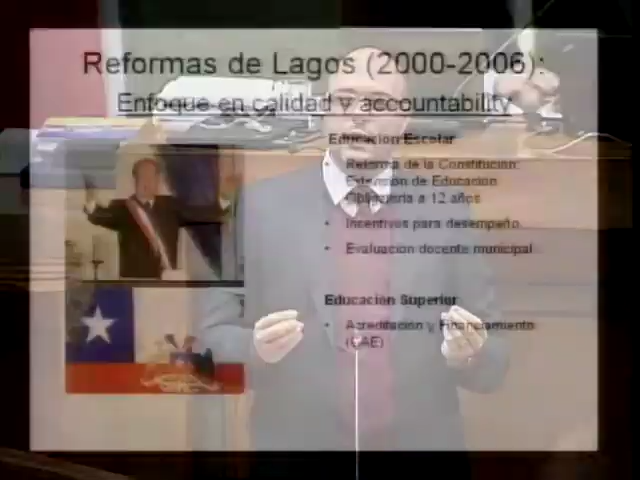 Reformas de Lagos (2000-2006):
Enfoque en calidad y accountability
Educación Escolar
• Reforma de la Constitución:
Extensión de Educación
Obligatoria a 12 años
• Incentivos para desempeño
• Evaluación docente municipal
Educación Superior
• Acreditación y Financiamiento
(CAE)